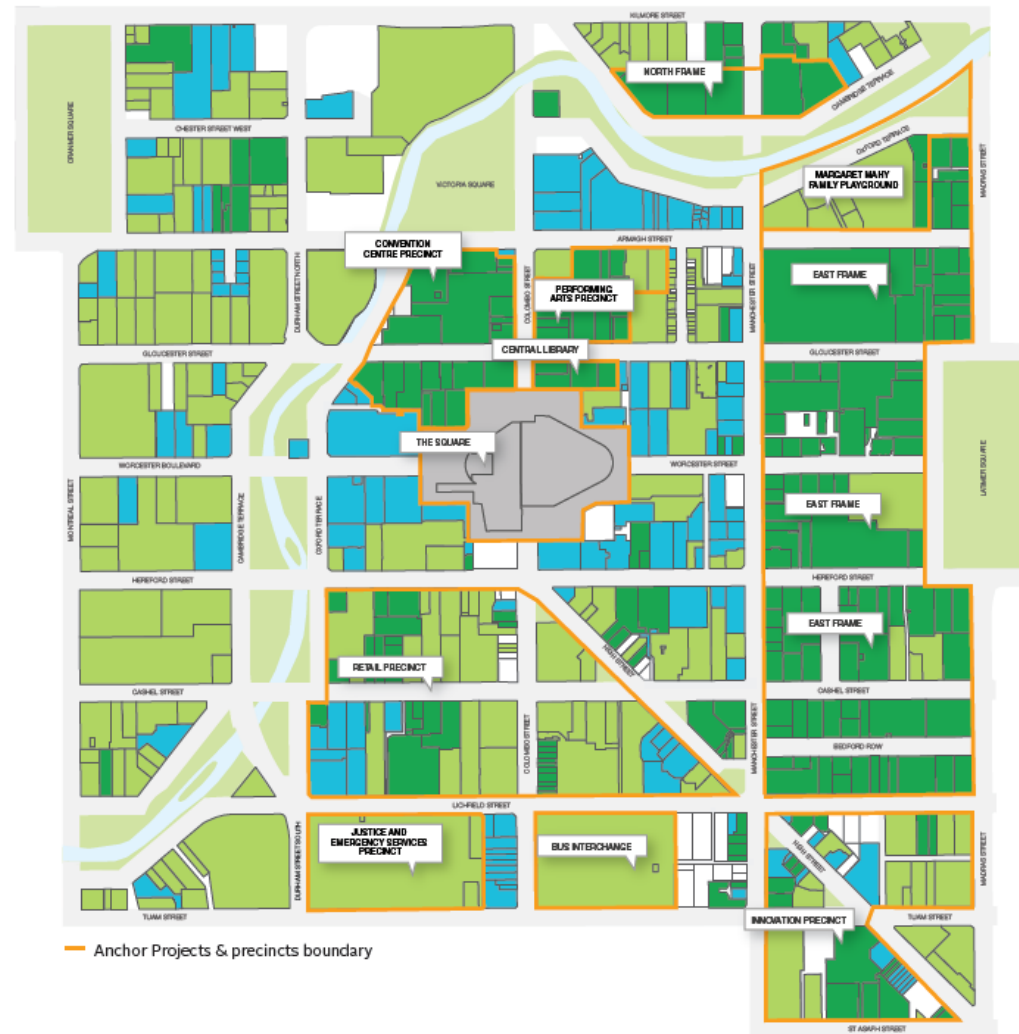 KILMORE STREET
NORTH FRAME
CAMBRIDGE TERRACE
CRANMER SQUARE
CHESTER STREET WEST
OXFORD TERRACE
MADRAS STREET
MARGARET MAHY
FAMILY PLAYGROUND
VICTORIA SQUARE
ARMAGH STREET
CONVENTION
CENTRE PRECINCT
DURHAM STREET NORTH
COLOMBO STREET
PERFORMING
ARTS PRECINCT
MANCHESTER STREET
EAST FRAME
GLOUCESTER STREET
CENTRAL LIBRARY
GLOUCESTER STREET
THE SQUARE
WORCESTER BOULEVARD
WORCESTER STREET
LATIMER SQUARE
MONTREAL STREET
CAMBRIDGE TERRACE
OXFORD TERRACE
EAST FRAME
HEREFORD STREET
HEREFORD STREET
EAST FRAME
RETAIL PRECINCT
HIGH STREET
CASHEL STREET
CASHEL STREET
COLOMBO STREET
MANCHESTER STREET
BEDFORD ROW
LICHFIELD STREET
JUSTICE AND
EMERGENCY SERVICES
PRECINCT
BUS INTERCHANGE
DURHAM STREET SOUTH
HIGH STREET
MADRAS STREET
TUAM STREET
INNOVATION PRECINCT
TUAM STREET
Anchor Projects & precincts boundary
ST ASAPH STREET